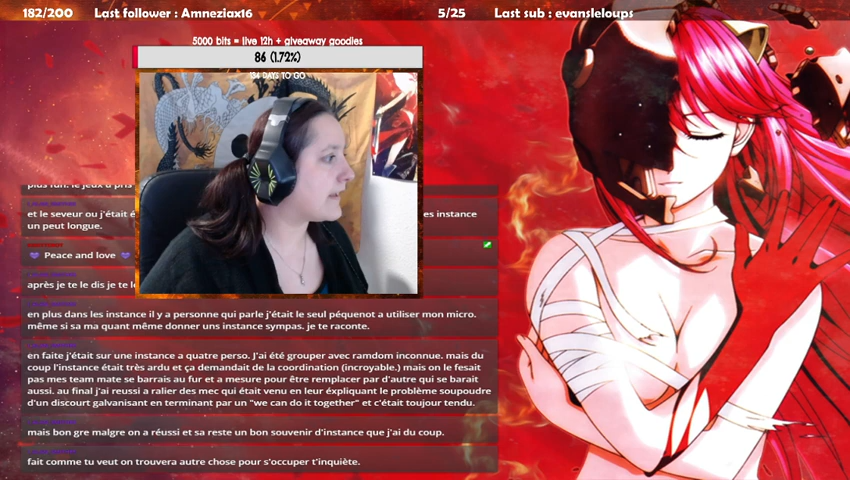 182/200 Last follower : Amneziax16 5/25 Last sub : evansleloups
5000 bits = live 12h + giveaway goodies
86 (1.72%)
134 DAYS TO GO
plus fun. le jeux a pris
et le seveur ou j'était é es instance
un peut longue.
Peace and love
après je te le dis je te l
en plus dans les instance il y a personne qui parle j'était le seul péquenot a utiliser mon micro.
même si sa ma quant même donner uns instance sympas. je te raconte.
en faite j'était sur une instance a quatre perso. J'ai été grouper avec ramdom inconnue. mais du
coup l'instance était très ardu et ça demandait de la coordination (incroyable.) mais on le fesait
pas mes team mate se barrais au fur et a mesure pour être remplacer par d'autre qui se barait
aussi. au final j'ai reussi a ralier des mec qui était venu en leur éxpliquant le problème soupoudre
d'un discourt galvanisant en terminant par un "we can do it together" et c'était toujour tendu.
mais bon gre malgre on a réussi et sa reste un bon souvenir d'instance que j'ai du coup.
fait comme tu veut on trouvera autre chose pour s'occuper t'inquiète.